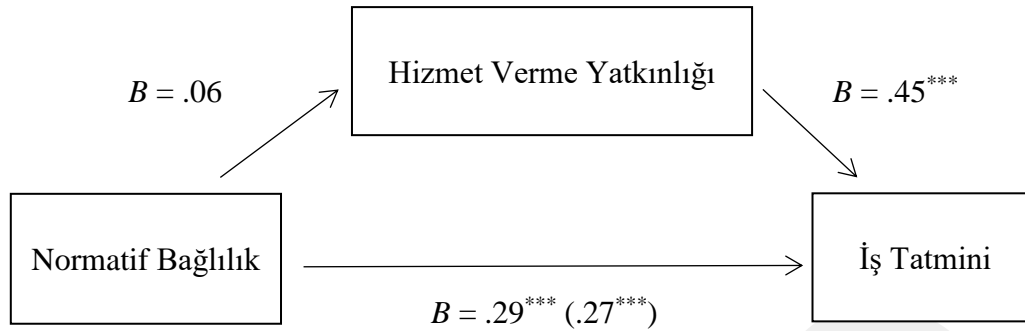 Hizmet Verme Yatkınlığı
B = .06
B = .45***
Normatif Bağlılık
İş Tatmini
B = .29*** (.27***)